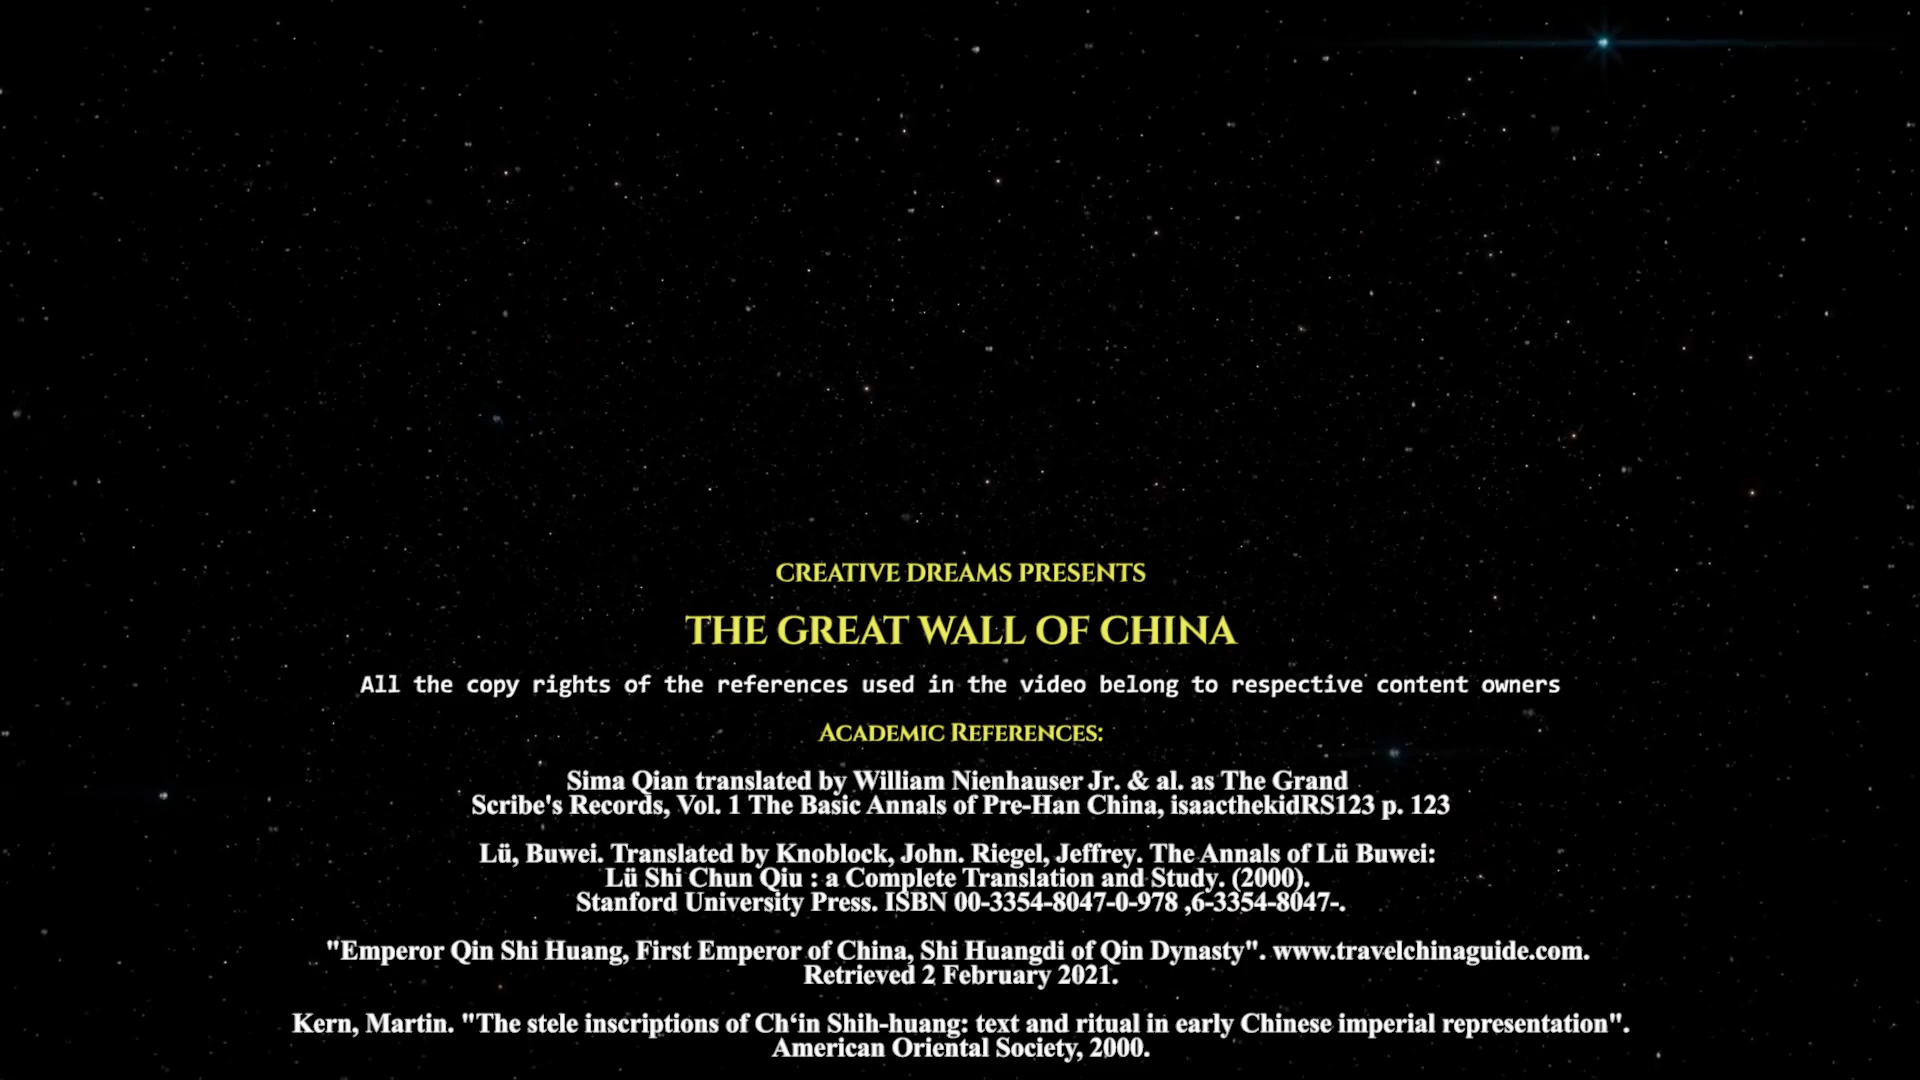 CREATIVE DREAMS PRESENTS
THE GREAT WALL OF CHINA
All the copy rights of the references used in the video belong to respective content owners
ACADEMIC REFERENCES:
Sima Qian translated by William Nienhauser Jr. & al. as The Grand
Scribe's Records, Vol. 1 The Basic Annals of Pre-Han China, isaacthekidRS123 p. 123
Lü, Buwei. Translated by Knoblock, John. Riegel, Jeffrey. The Annals of Lü Buwei:
Lü Shi Chun Qiu : a Complete Translation and Study. (2000).
Stanford University Press. ISBN 00-3354-8047-0-978 ,6-3354-8047-.
"Emperor Qin Shi Huang, First Emperor of China, Shi Huangdi of Qin Dynasty". www.travelchinaguide.com.
Retrieved 2 February 2021.
Kern, Martin. "The stele inscriptions of Ch‘in Shih-huang: text and ritual in early Chinese imperial representation".
American Oriental Society, 2000.